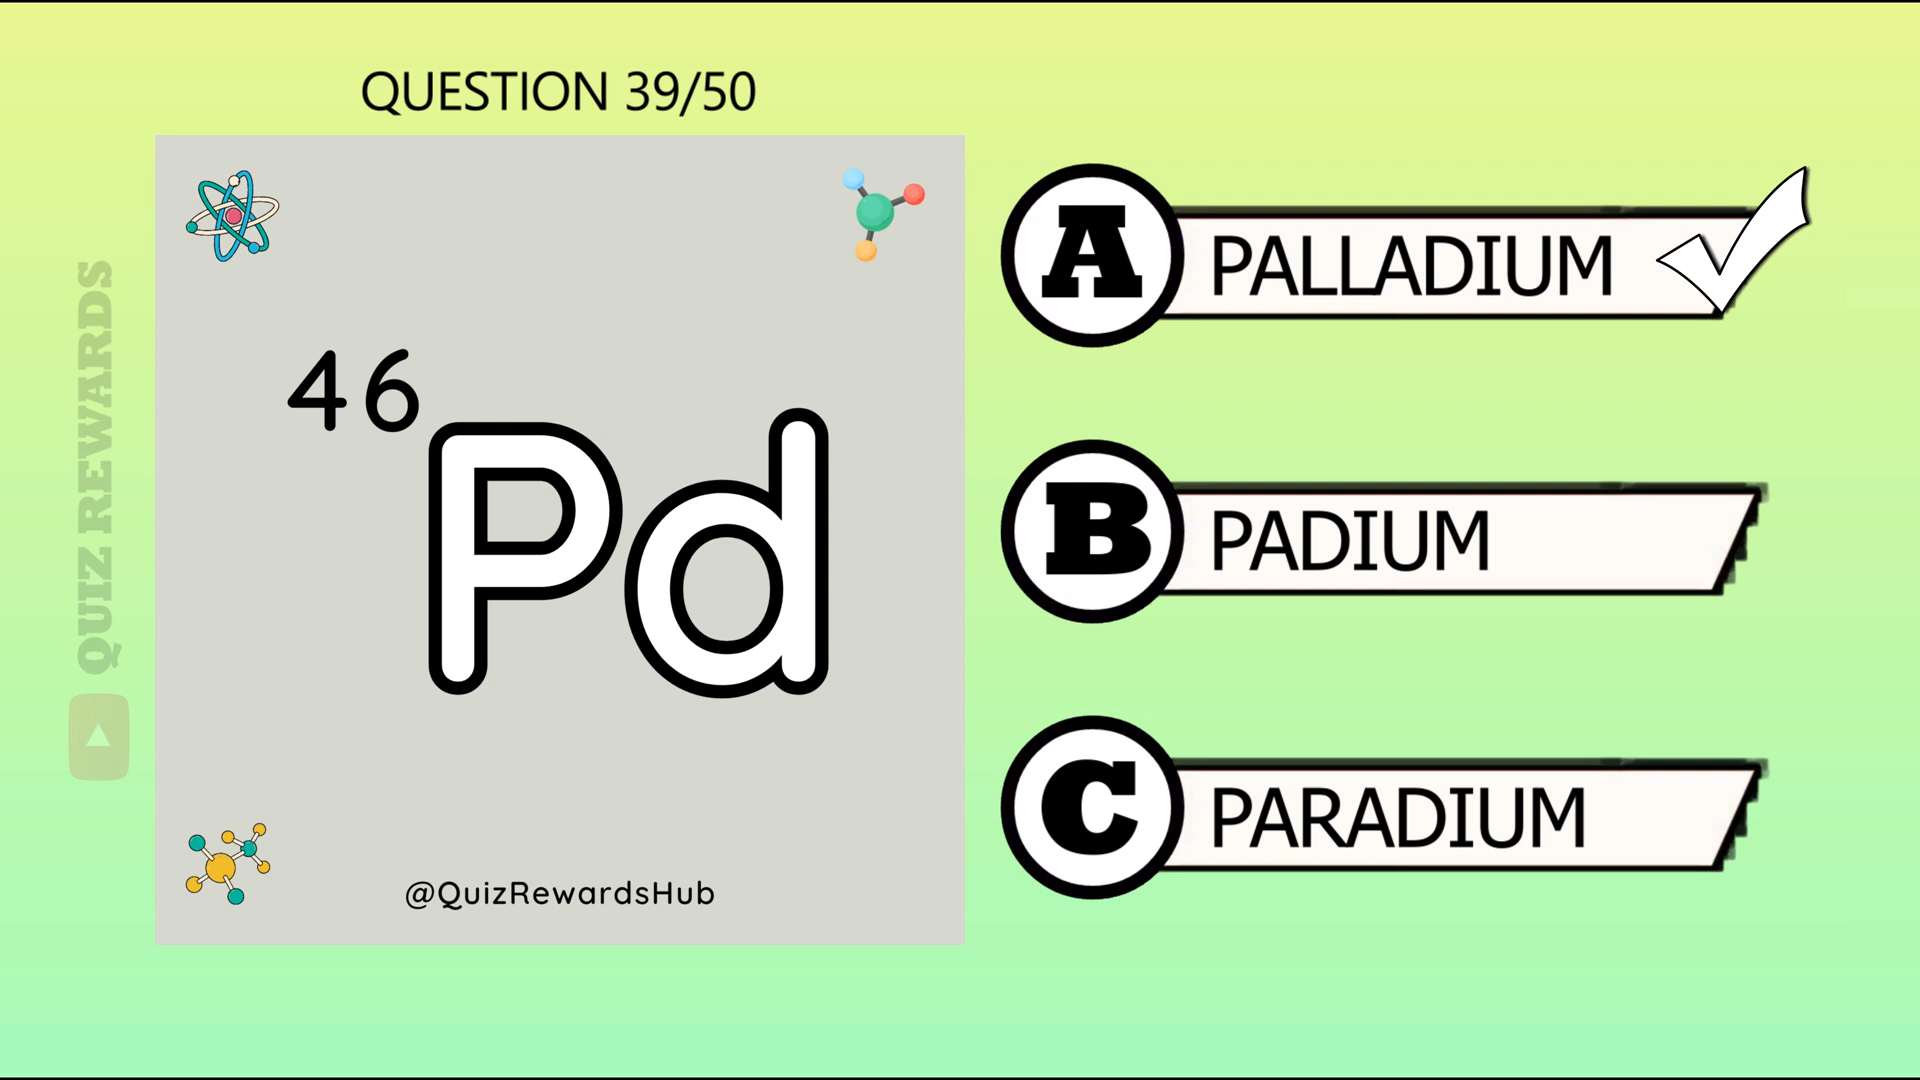 QUESTION 39/50
QUIZ REWARDS
46
Pd
@QuizRewardsHub
A PALLADIUM
B PADIUM
C PARADIUM